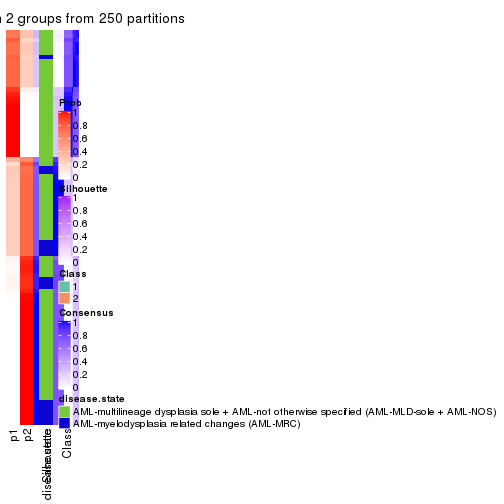 2 groups from 250 partitions
Prob
1
0.8
0.6
0.4
0.2
0
Silhouette
1
0.8
0.6
0.4
0.2
0
Class
1
2
Consensus
1
0.8
0.6
0.4
0.2
0
disease.state
AML-multilineage dysplasia sole + AML-not otherwise specified (AML-MLD-sole + AML-NOS)
AML-myelodysplasia related changes (AML-MRC)
p1
p2
Silhouette
disease.state
Class